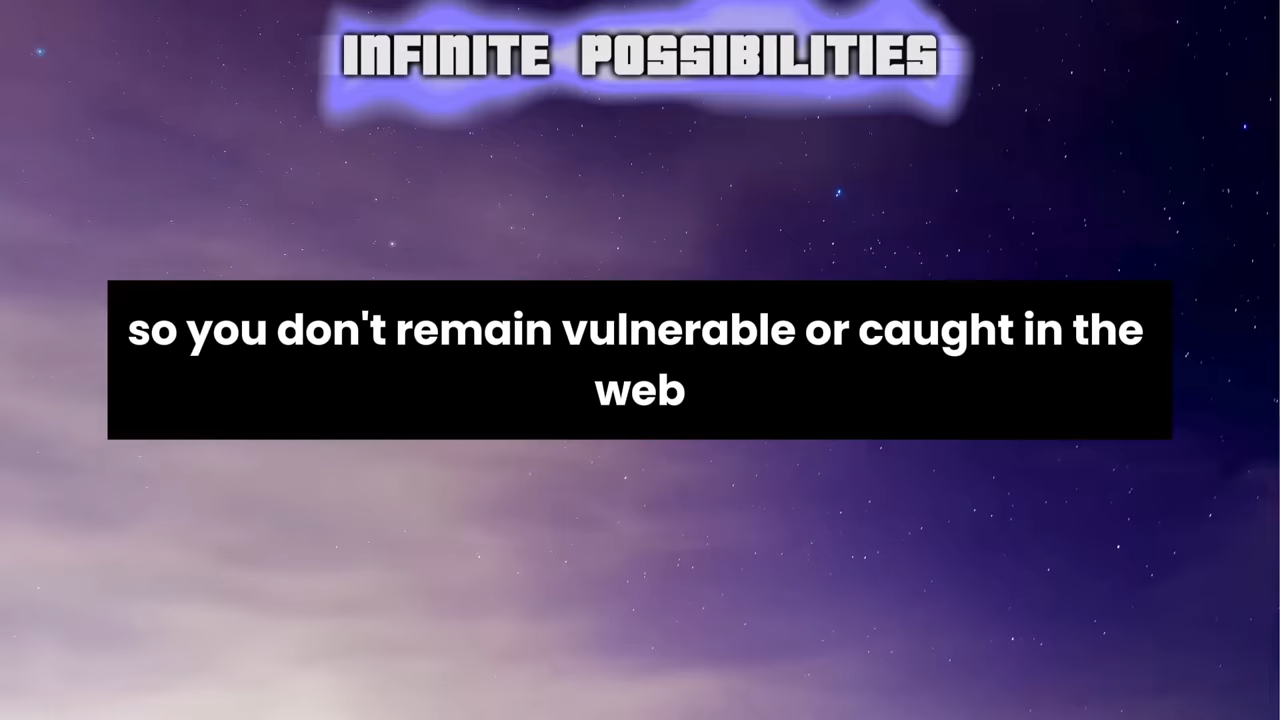 INFINITE POSSIBILITIES
so you don't remain vulnerable or caught in the
web